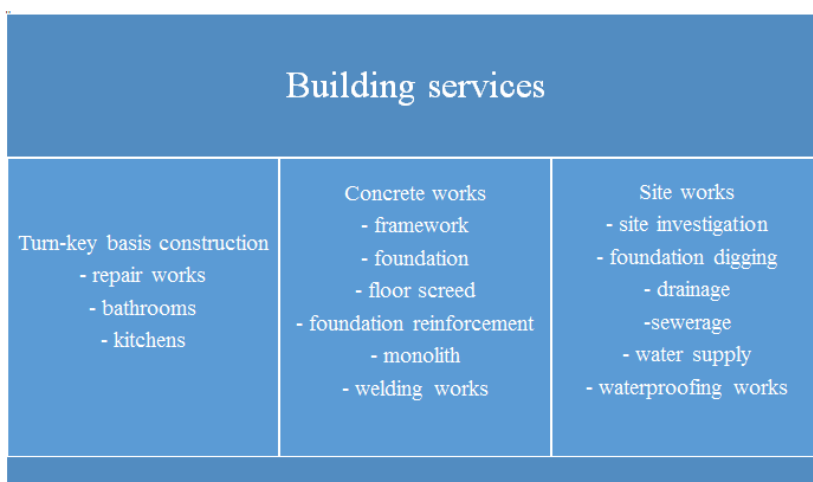 Building services
Turn-key basis construction
- repair works
- bathrooms
- kitchens
Concrete works
- framework
- foundation
- floor screed
- foundation reinforcement
- monolith
- welding works
Site works
- site investigation
- foundation digging
- drainage
-sewerage
- water supply
- waterproofing works